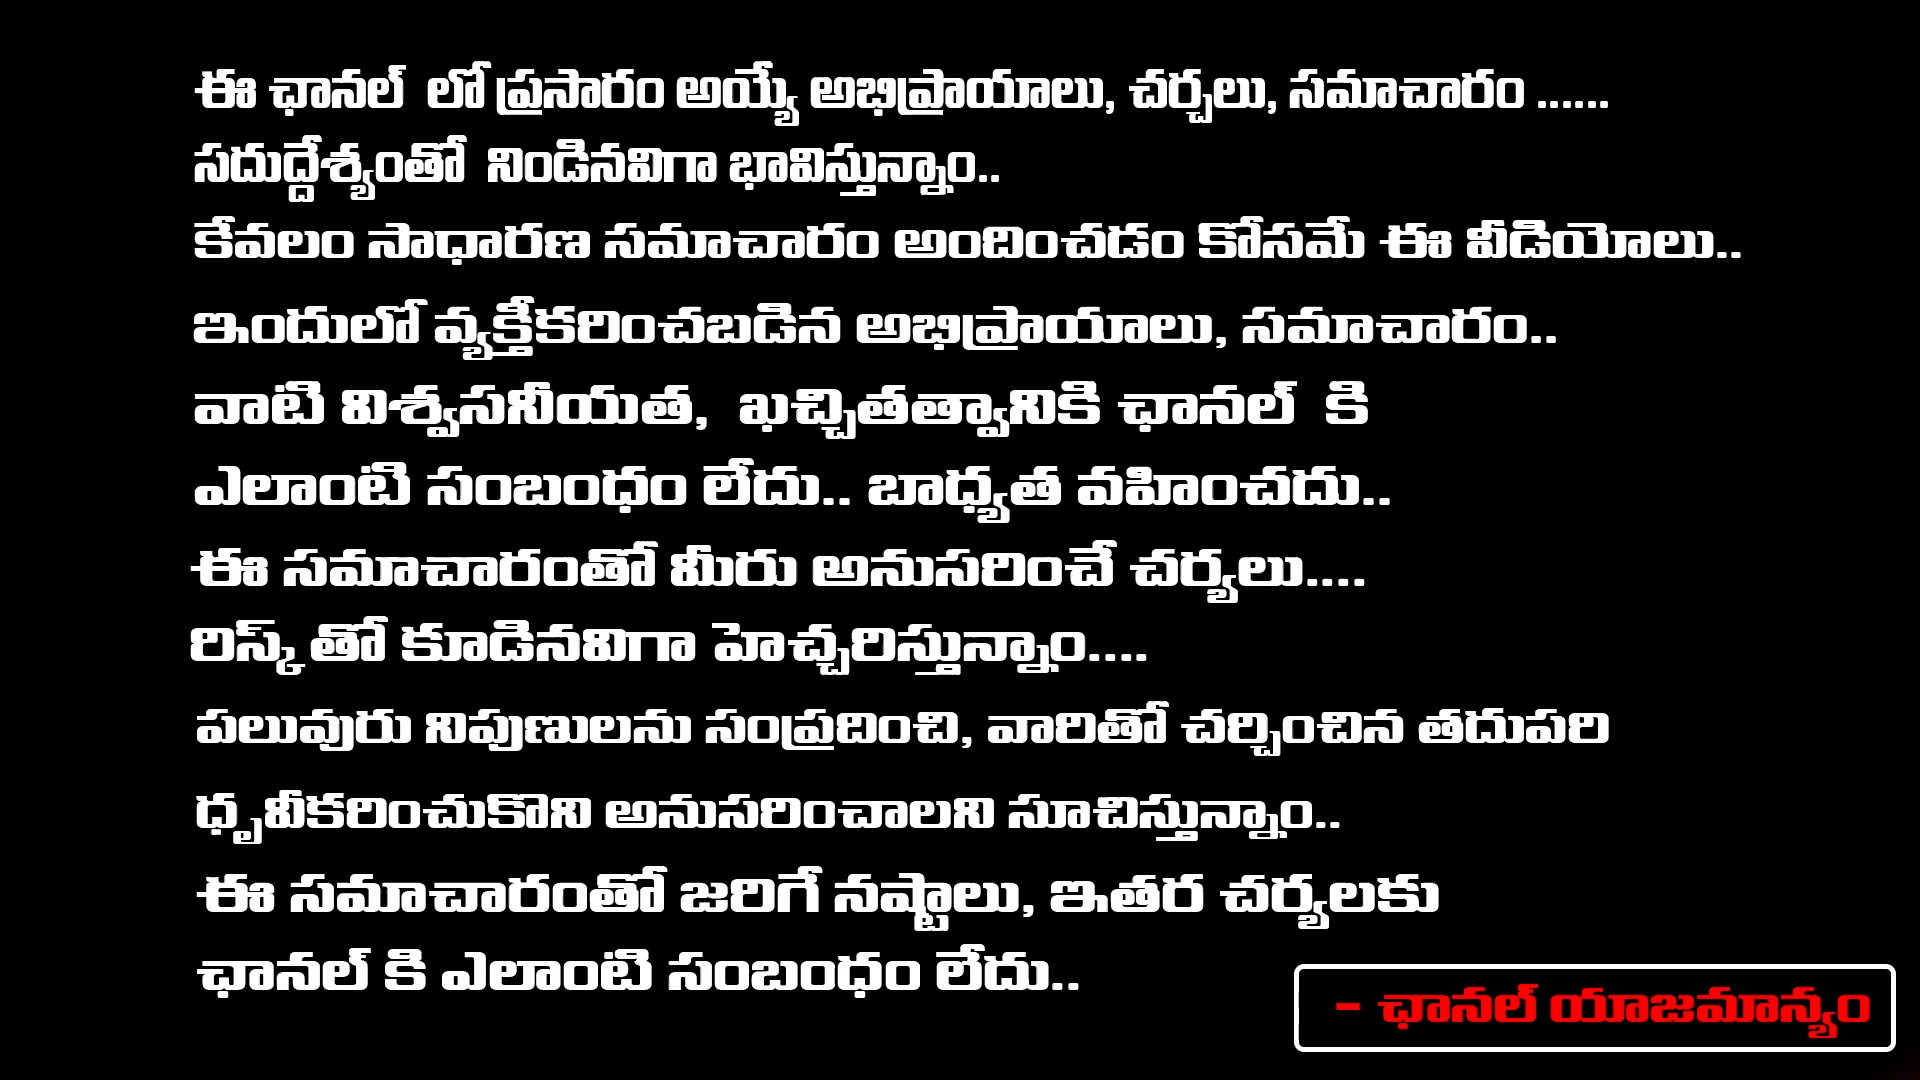 ఈ ఛానల్ లో ప్రసారం అయ్యే అభిప్రాయాలు, చర్చలు, సమాచారం ......
సదుద్దేశ్యంతో నిండినవిగా భావిస్తున్నాం..
కేవలం సాధారణ సమాచారం అందించడం కోసమే ఈ వీడియోలు..
ఇందులో వ్యక్తీకరించబడిన అభిప్రాయాలు, సమాచారం..
వాటి విశ్వసనీయత, ఖచ్చితత్వానికి ఛానల్ కి
ఎలాంటి సంబంధం లేదు.. బాధ్యత వహించదు..
ఈ సమాచారంతో మీరు అనుసరించే చర్యలు....
రిస్క్ తో కూడినవిగా హెచ్చరిస్తున్నాం....
పలువురు నిపుణులను సంప్రదించి, వారితో చర్చించిన తదుపరి
ధృవీకరించుకొని అనుసరించాలని సూచిస్తున్నాం..
ఈ సమాచారంతో జరిగే నష్టాలు, ఇతర చర్యలకు
ఛానల్ కి ఎలాంటి సంబంధం లేదు..
- ఛానల్ యాజమాన్యం